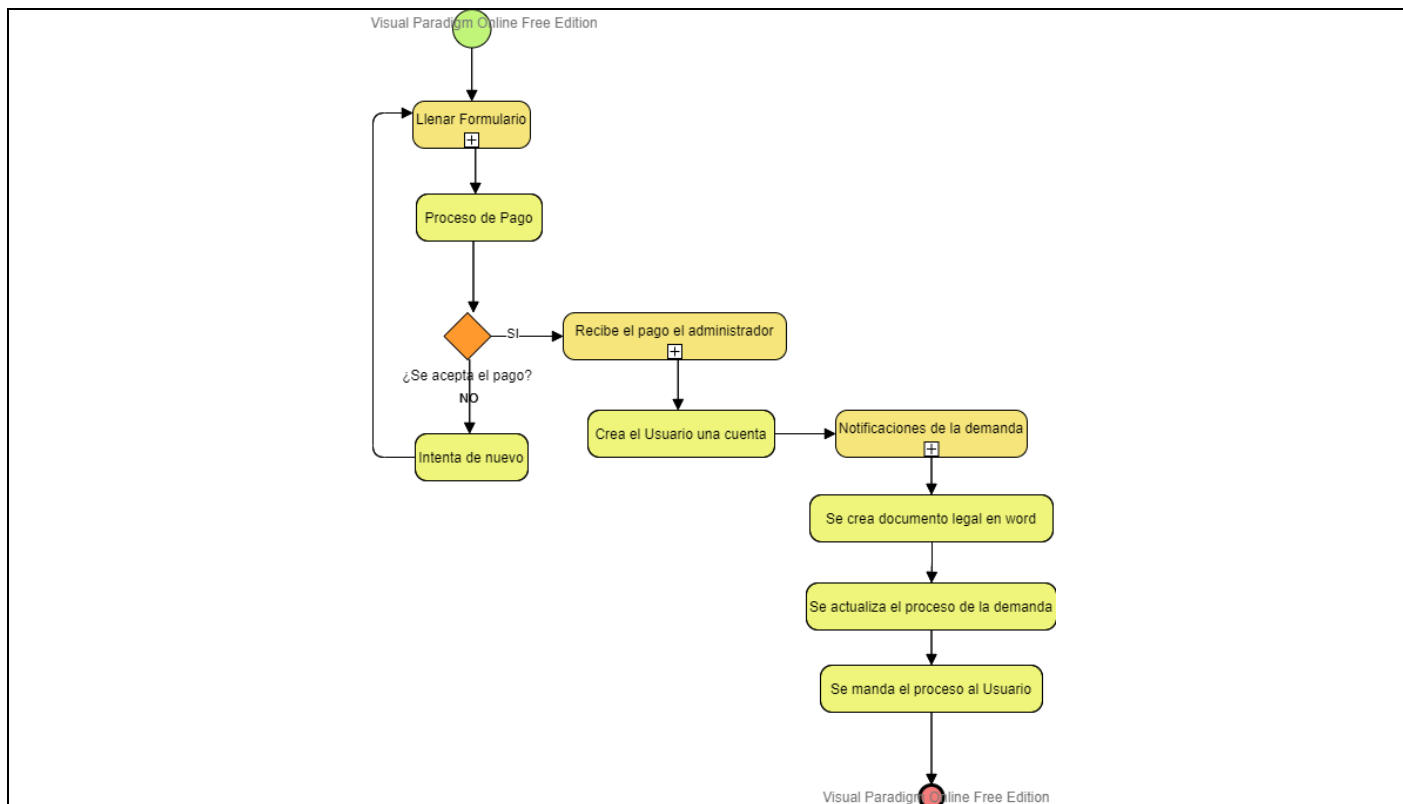 Visual Paradigm Online Free Edition
Llenar Formulario
Proceso de Pago
SI
Recibe el pago el administrador
¿Se acepta el pago?
NO
Crea el Usuario una cuenta
Notificaciones de la demanda
Intenta de nuevo
Se crea documento legal en word
Se actualiza el proceso de la demanda
Se manda el proceso al Usuario
Visual Paradigm Online Free Edition